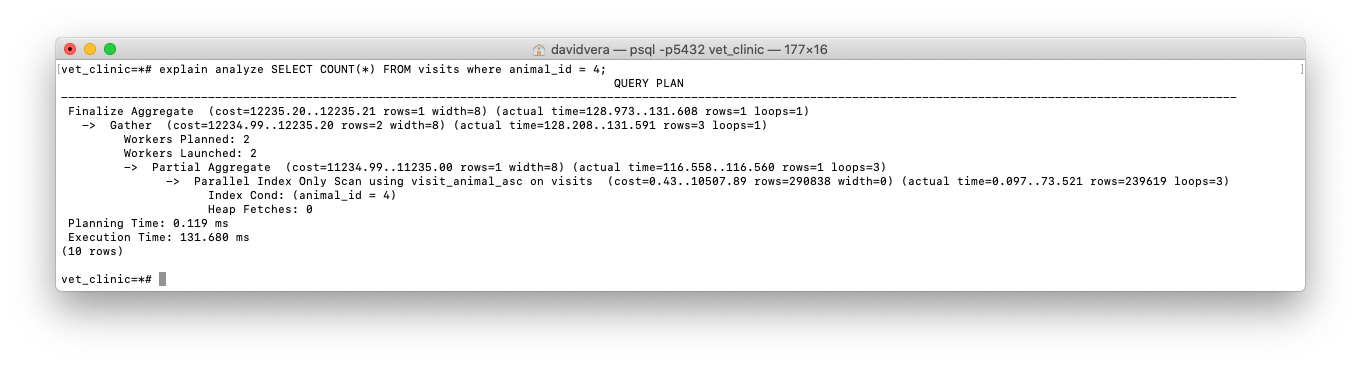 davidvera — psql -p5432 vet_clinic — 177×16
[vet_clinic=*# explain analyze SELECT COUNT(*) FROM visits where animal_id = 4; ]
QUERY PLAN
Finalize Aggregate (cost=12235.20..12235.21 rows=1 width=8) (actual time=128.973..131.608 rows=1 loops=1)
-> Gather (cost=12234.99..12235.20 rows=2 width=8) (actual time=128.208..131.591 rows=3 loops=1)
Workers Planned: 2
Workers Launched: 2
-> Partial Aggregate (cost=11234.99..11235.00 rows=1 width=8) (actual time=116.558..116.560 rows=1 loops=3)
-> Parallel Index Only Scan using visit_animal_asc on visits (cost=0.43..10507.89 rows=290838 width=0) (actual time=0.097..73.521 rows=239619 loops=3)
Index Cond: (animal_id = 4)
Heap Fetches: 0
Planning Time: 0.119 ms
Execution Time: 131.680 ms
(10 rows)
vet_clinic=*#